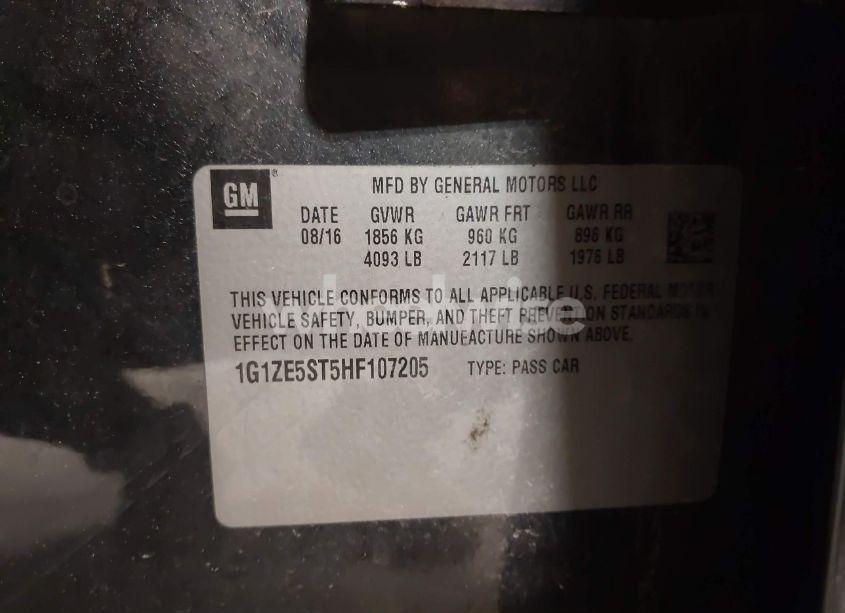 GM
MFD BY GENERAL MOTORS LLC
DATE GVWR GAWR FRT GAWR RR
08/16 1856 KG 960 KG 896 KG
4093 LB 2117 LB 1976 LB
THIS VEHICLE CONFORMS TO ALL APPLICABLE U.S. FEDERAL MOTOR
VEHICLE SAFETY, BUMPER, AND THEFT PREVENTION STANDARDS IN
EFFECT ON THE DATE OF MANUFACTURE SHOWN ABOVE.
1G1ZE5ST5HF107205 TYPE: PASS CAR